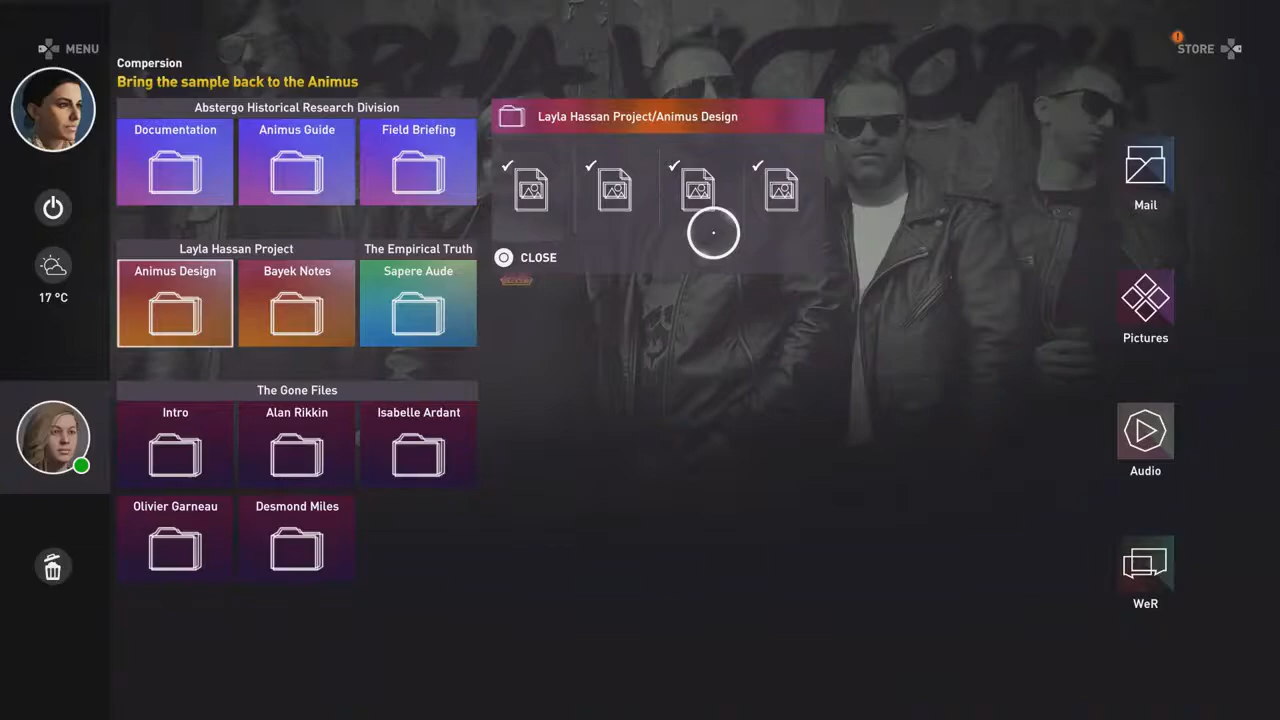 MENU
STORE
Compersion
Bring the sample back to the Animus
Abstergo Historical Research Division
Documentation
Animus Guide
Field Briefing
Layla Hassan Project/Animus Design
Mail
CLOSE
Layla Hassan Project
The Empirical Truth
Animus Design
Bayek Notes
Sapere Aude
17 °C
Pictures
The Gone Files
Intro
Alan Rikkin
Isabelle Ardant
Audio
Olivier Garneau
Desmond Miles
WeR